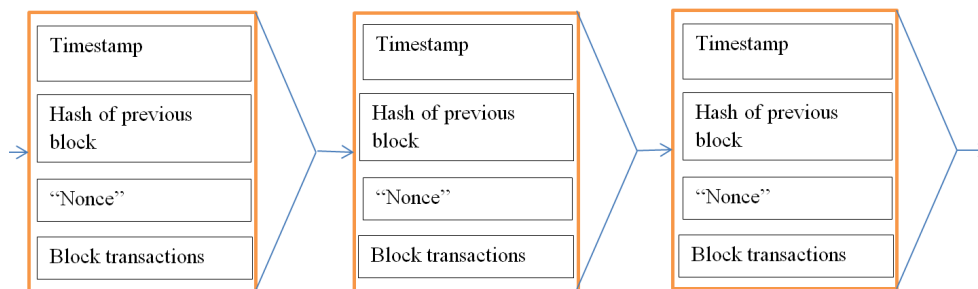 Timestamp
Hash of previous
block
“Nonce”
Block transactions
Timestamp
Hash of previous
block
“Nonce”
Block transactions
Timestamp
Hash of previous
block
“Nonce”
Block transactions